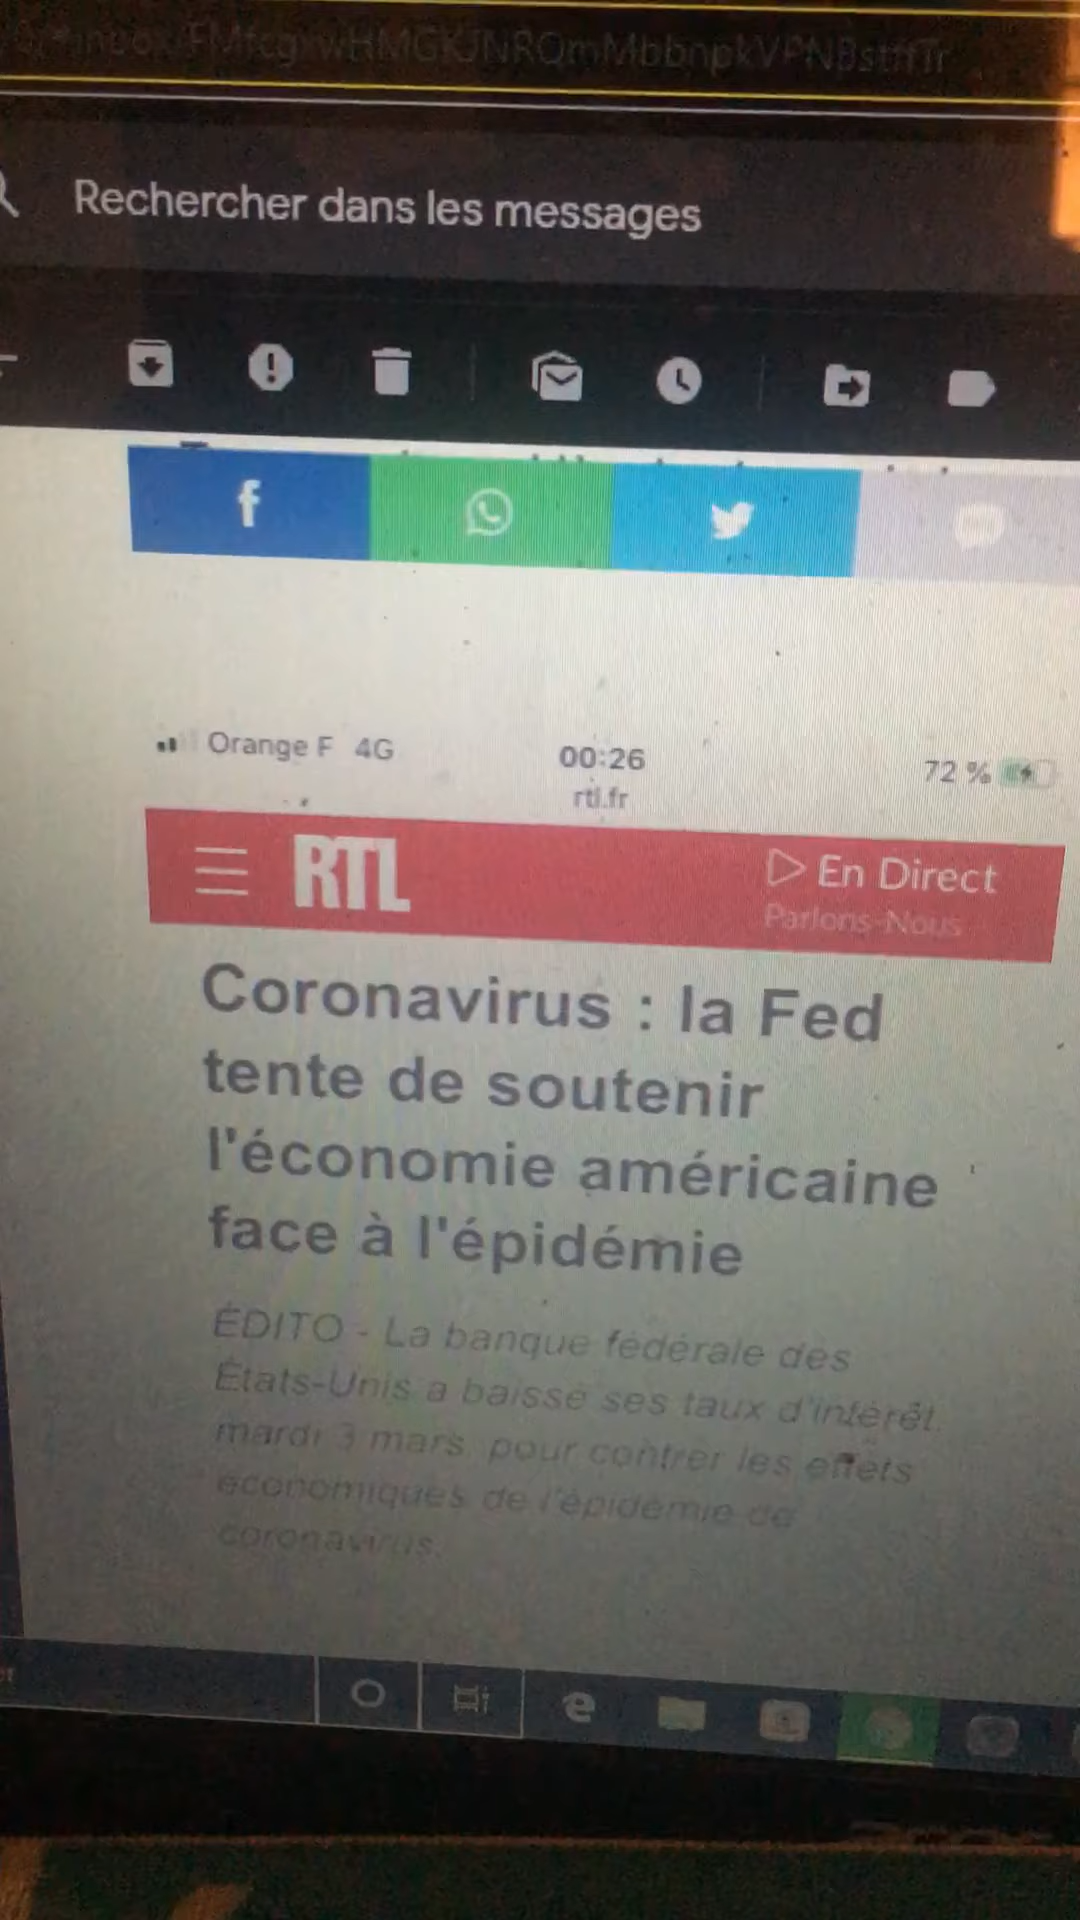 Rechercher dans les messages
Orange F 4G
00:26
72 %
rtl.fr
RTL
En Direct
Parlons-Nous
Coronavirus : la Fed
tente de soutenir
l'économie américaine
face à l'épidémie
ÉDITO - La banque fédérale des
États-Unis a baissé ses taux d'intérêt,
mardi 3 mars, pour contrer les effets
économiques de l'épidémie de
coronavirus.